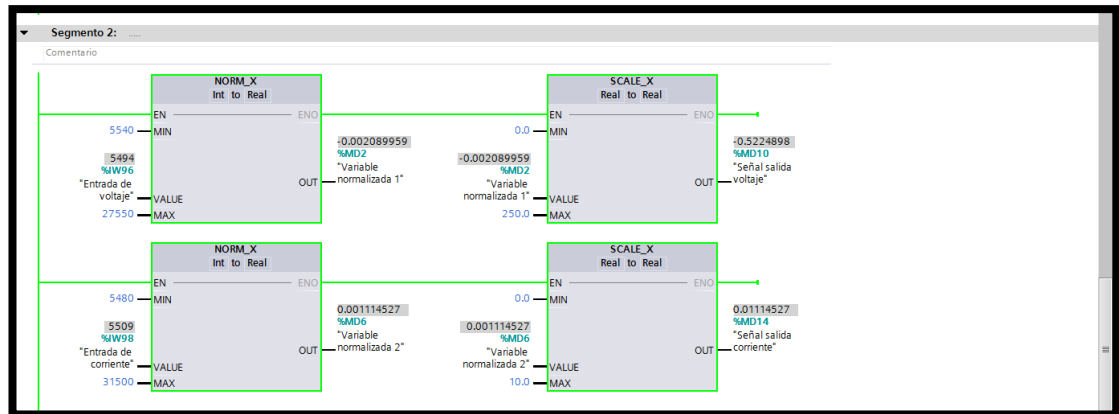 Segmento 2: .....
Comentario
NORM_X
Int to Real
EN
ENO
5540
MIN
5494
%IW96
"Entrada de
voltaje"
VALUE
27550
MAX
OUT
-0.002089959
%MD2
"Variable
normalizada 1"
SCALE_X
Real to Real
EN
ENO
0.0
MIN
-0.002089959
%MD2
"Variable
normalizada 1"
VALUE
250.0
MAX
OUT
-0.5224898
%MD10
"Señal salida
voltaje"
NORM_X
Int to Real
EN
ENO
5480
MIN
5509
%IW98
"Entrada de
corriente"
VALUE
31500
MAX
OUT
0.001114527
%MD6
"Variable
normalizada 2"
SCALE_X
Real to Real
EN
ENO
0.0
MIN
0.001114527
%MD6
"Variable
normalizada 2"
VALUE
10.0
MAX
OUT
0.01114527
%MD14
"Señal salida
corriente"